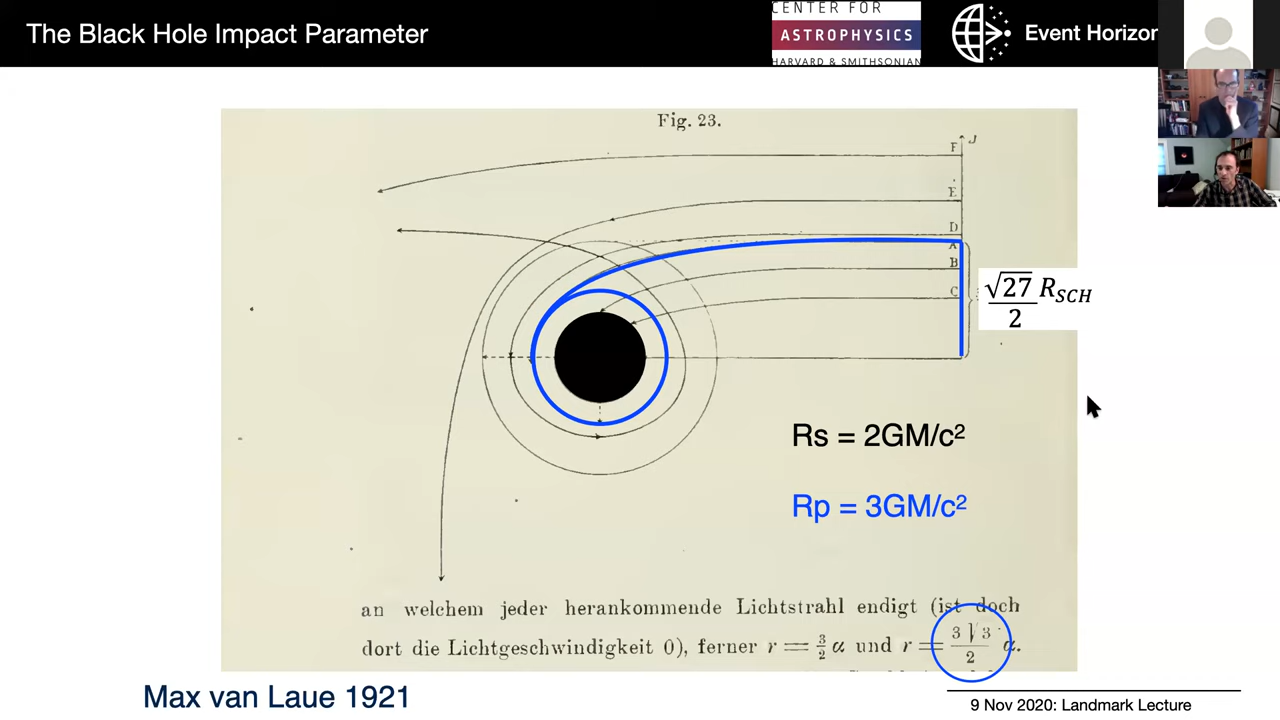 The Black Hole Impact Parameter
CENTER FOR
ASTROPHYSICS
HARVARD & SMITHSONIAN
Event Horizon
Fig. 23.
J
F
E
D
A
B
C
√27/2 R_SCH
Rs = 2GM/c²
Rp = 3GM/c²
an welchem jeder herankommende Lichtstrahl endigt (ist doch
dort die Lichtgeschwindigkeit 0), ferner r = 3/2 α und r = 3√3/2 α.
Max van Laue 1921
9 Nov 2020: Landmark Lecture